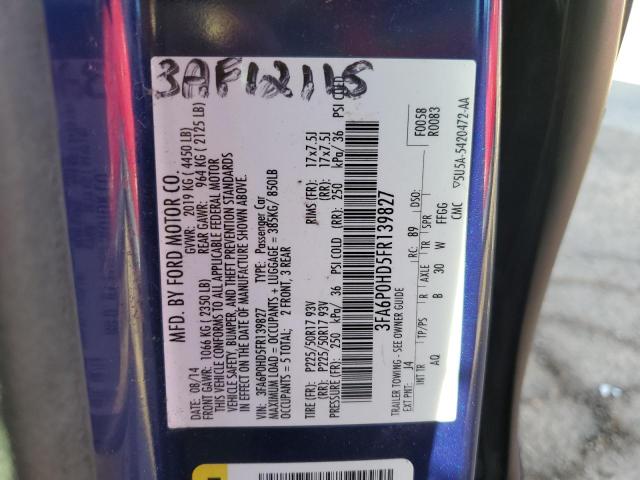 3AF12115
MFD. BY FORD MOTOR CO.
DATE: 08/14 GVWR: 2019 KG ( 4450 LB)
FRONT GAWR: 1066 KG ( 2350 LB) REAR GAWR: 964 KG ( 2125 LB)
THIS VEHICLE CONFORMS TO ALL APPLICABLE FEDERAL MOTOR
VEHICLE SAFETY, BUMPER, AND THEFT PREVENTION STANDARDS
IN EFFECT ON THE DATE OF MANUFACTURE SHOWN ABOVE.
VIN: 3FA6P0HD5FR139827 TYPE: Passenger Car
MAXIMUM LOAD = OCCUPANTS + LUGGAGE = 385KG/ 850LB
OCCUPANTS = 5 TOTAL: 2 FRONT, 3 REAR
TIRE (FR): P225/50R17 93V RIMS (FR): 17x7.5J
TIRE (RR): P225/50R17 93V (RR): 17x7.5J
PRESSURE (FR): 250 kPa/ 36 PSI COLD (RR): 250 kPa/ 36 PSI COLD
3FA6P0HD5FR139827
TRAILER TOWING - SEE OWNER GUIDE
F0058
R0083
EXT PNT: J4 RC: 89 DSO:
INT TR TP/PS R AXLE TR SPR
AQ B 30 W FFGG
CMC ▽5U5A-5420472-AA